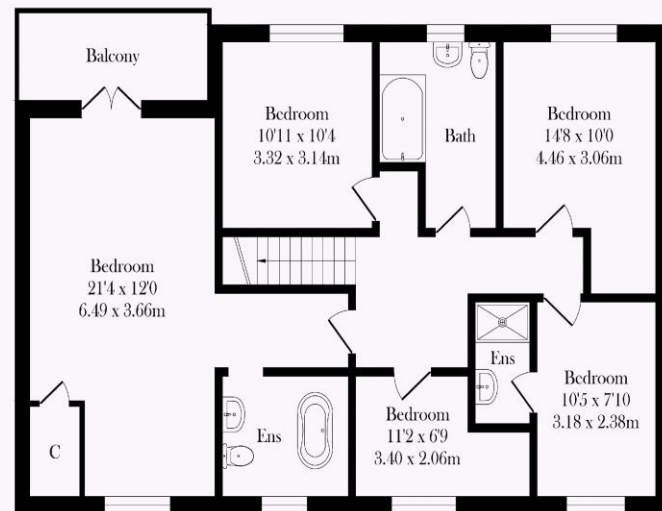 Balcony
Bedroom
10'11 x 10'4
3.32 x 3.14m
Bath
Bedroom
14'8 x 10'0
4.46 x 3.06m
Bedroom
21'4 x 12'0
6.49 x 3.66m
C
Ens
Bedroom
11'2 x 6'9
3.40 x 2.06m
Ens
Bedroom
10'5 x 7'10
3.18 x 2.38m